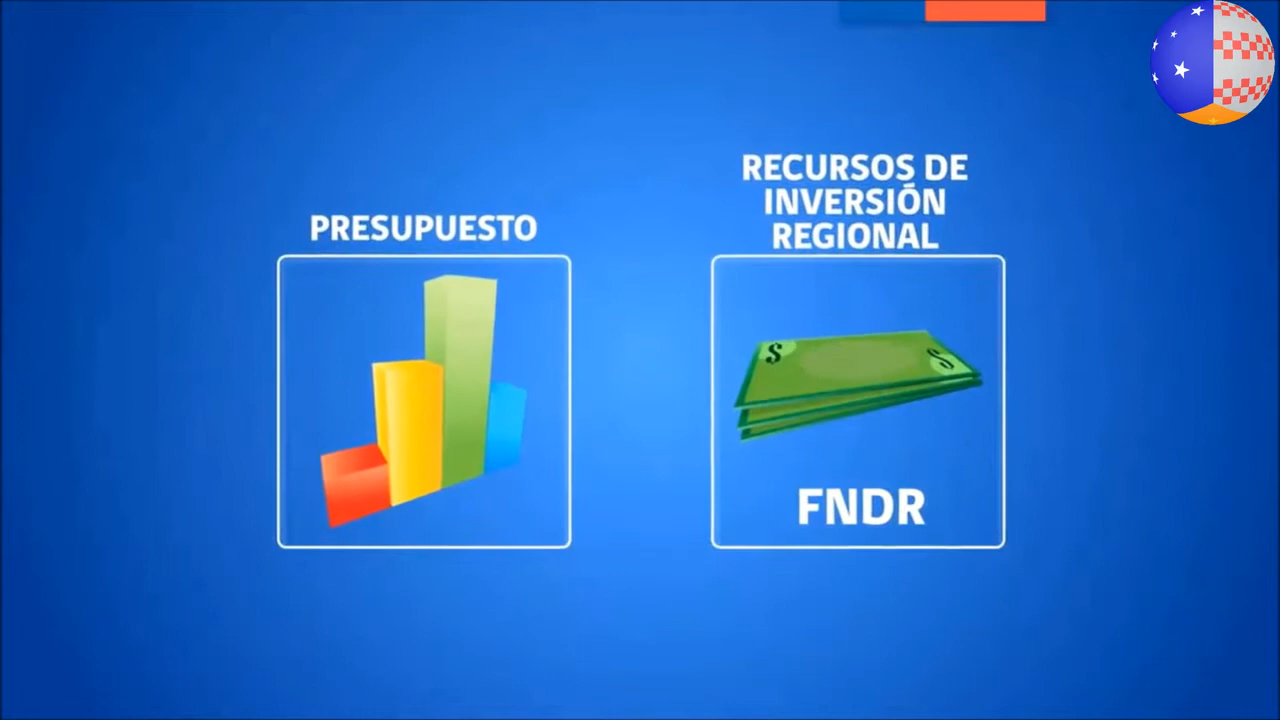 PRESUPUESTO
RECURSOS DE
INVERSIÓN
REGIONAL
$ $
FNDR